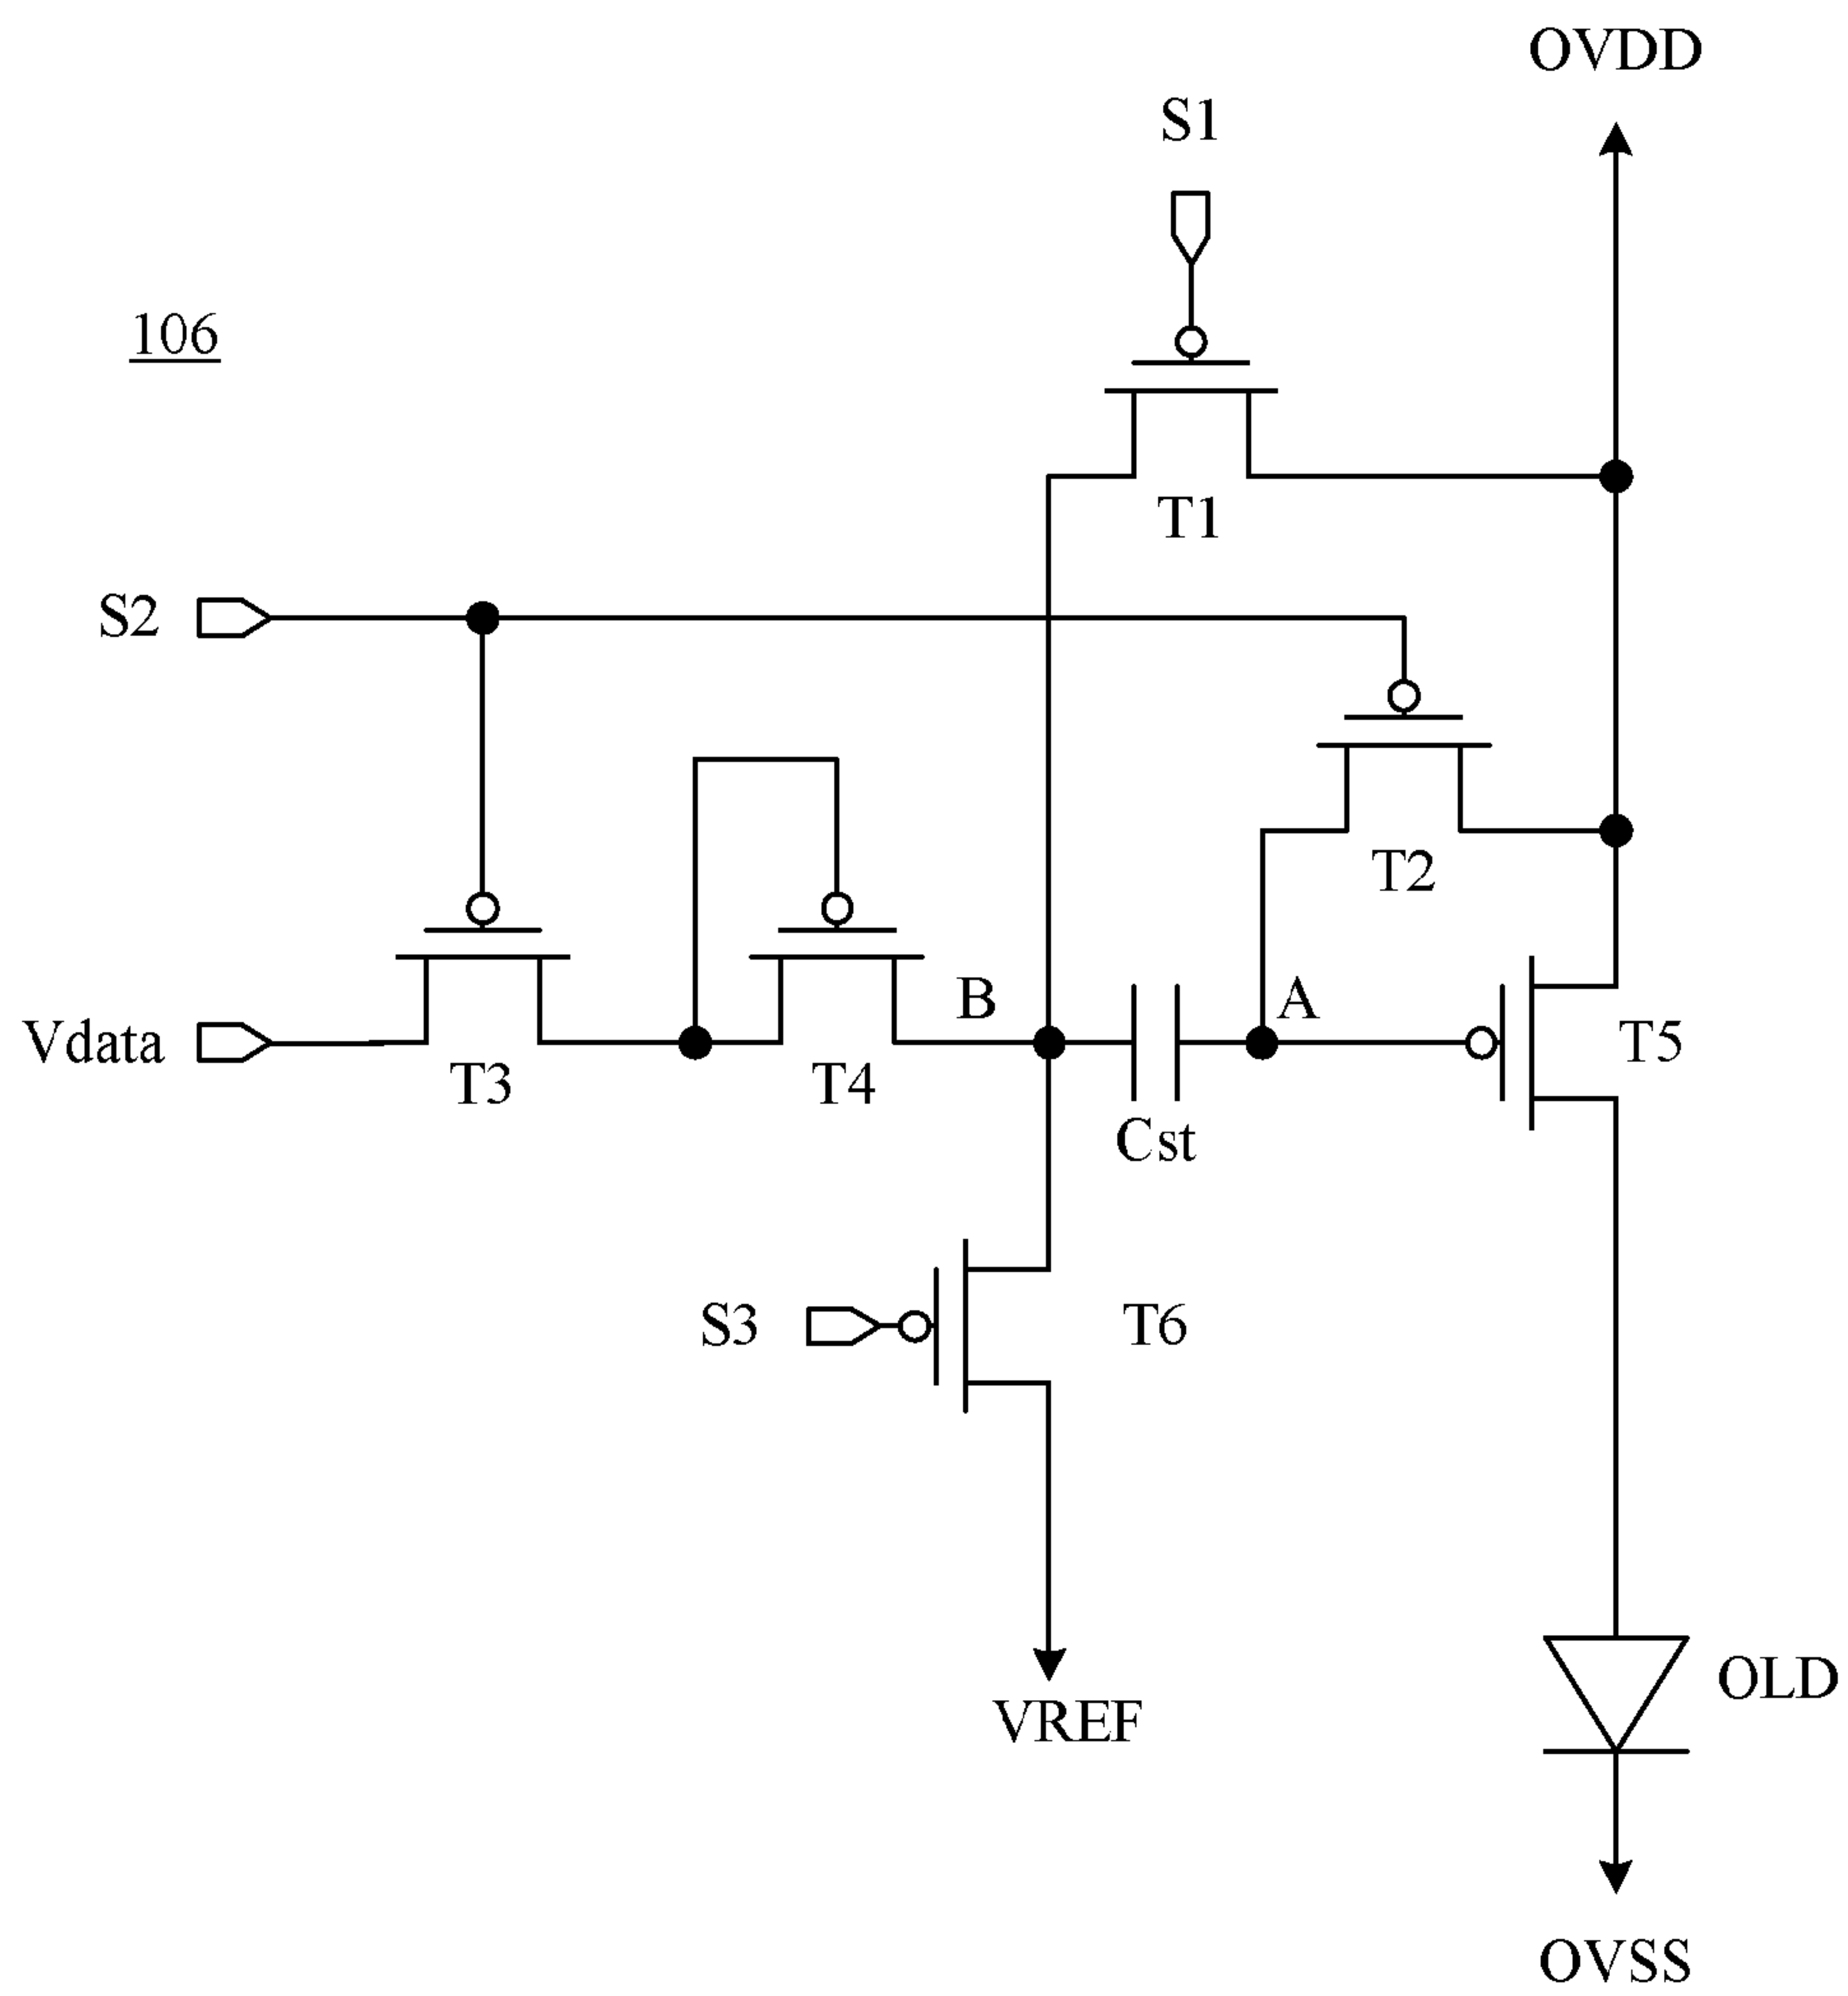 OVDD
S1
106
T1
S2
T2
B
A
Vdata
T5
T3
T4
Cst
S3
T6
OLD
VREF
OVSS